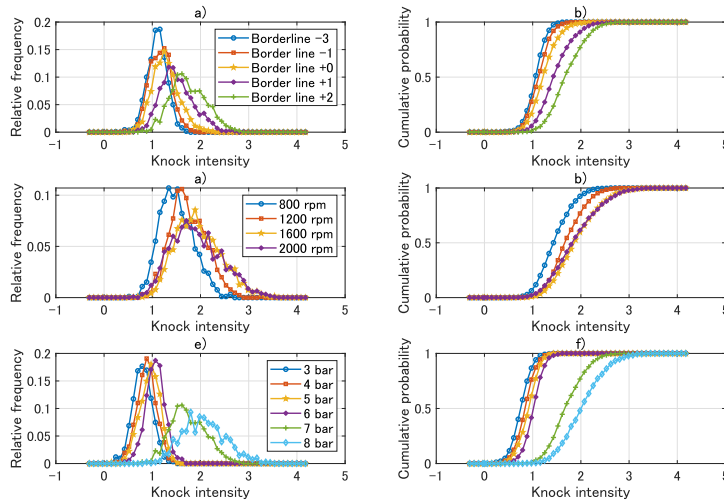 a)
Relative frequency
0.2
0.15
0.1
0.05
0
-1 0 1 2 3 4 5
Knock intensity
Borderline -3
Border line -1
Border line +0
Border line +1
Border line +2
b)
Cumulative probability
1
0.5
0
-1 0 1 2 3 4 5
Knock intensity
a)
Relative frequency
0.1
0.05
0
-1 0 1 2 3 4 5
Knock intensity
800 rpm
1200 rpm
1600 rpm
2000 rpm
b)
Cumulative probability
1
0.5
0
-1 0 1 2 3 4 5
Knock intensity
e)
Relative frequency
0.2
0.15
0.1
0.05
0
-1 0 1 2 3 4 5
Knock intensity
3 bar
4 bar
5 bar
6 bar
7 bar
8 bar
f)
Cumulative probability
1
0.5
0
-1 0 1 2 3 4 5
Knock intensity